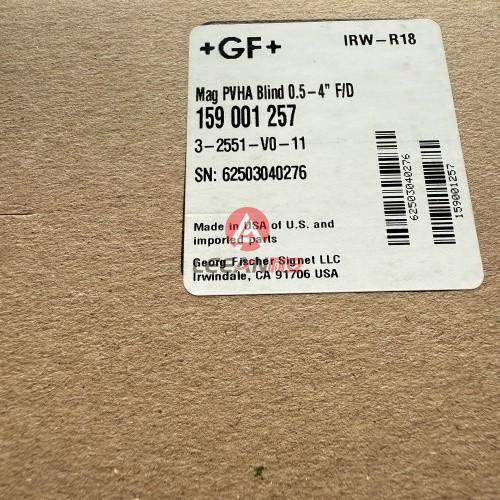 +GF+
IRW-R18
Mag PVHA Blind 0.5-4" F/D
159 001 257
3-2551-V0-11
SN: 62503040276
Made in USA of U.S. and
imported parts
Georg Fischer Signet LLC
Irwindale, CA 91706 USA
62503040276
159001257